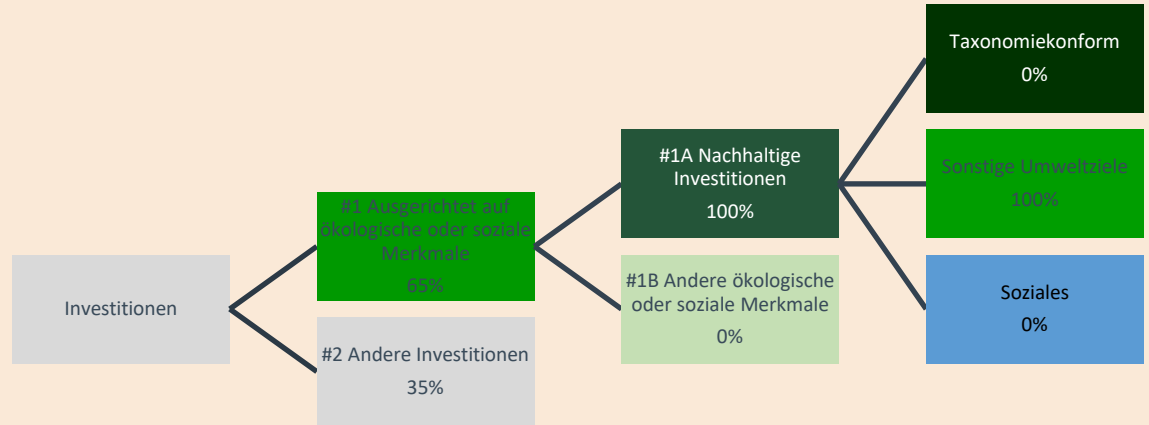 Investitionen
#1 Ausgerichtet auf
ökologische oder soziale
Merkmale
65%
#2 Andere Investitionen
35%
#1A Nachhaltige
Investitionen
100%
#1B Andere ökologische
oder soziale Merkmale
0%
Taxonomiekonform
0%
Sonstige Umweltziele
100%
Soziales
0%